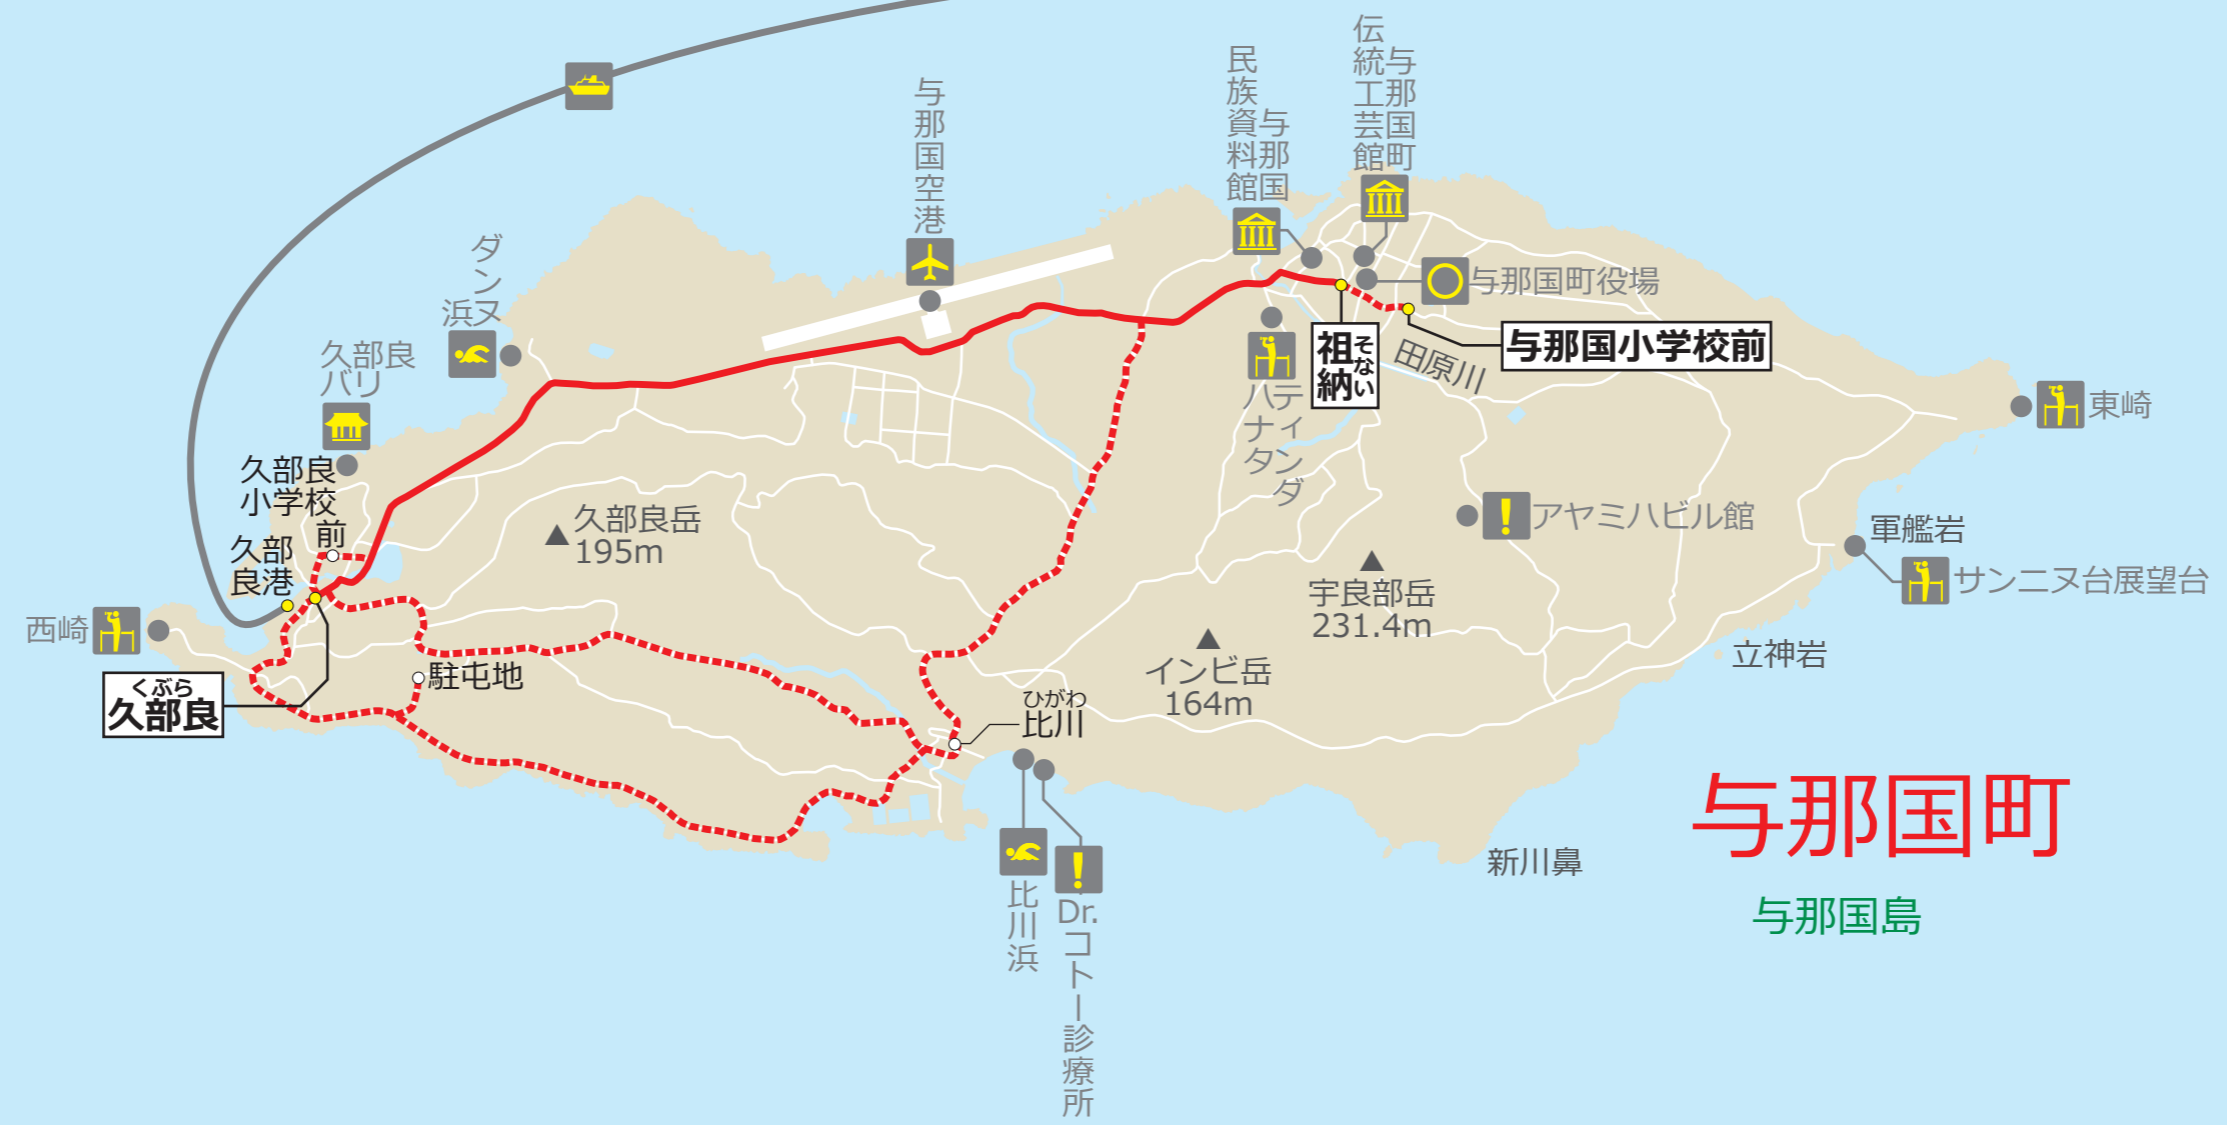 伝統工芸館
与那国町
民族資料館
与那国
与那国空港
ダンヌ
浜
久部良
バリ
久部良
小学校
前
久部
良港
西崎
くぶら
久部良
駐屯地
久部良岳
195m
与那国町役場
祖納
そない
与那国小学校前
田原川
ティンダ
ハナタ
東崎
アヤミハビル館
軍艦岩
サンニヌ台展望台
宇良部岳
231.4m
インビ岳
164m
立神岩
ひがわ
比川
比川浜
Dr.
コトー診療所
新川鼻
与那国町
与那国島